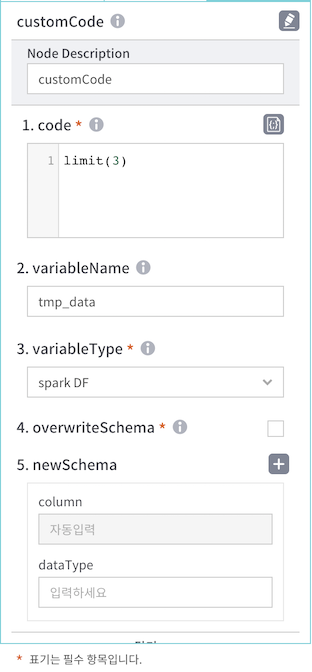 customCode
Node Description
customCode
1. code *
1 limit(3)
2. variableName
tmp_data
3. variableType *
spark DF
4. overwriteSchema *
5. newSchema
column
자동입력
dataType
입력하세요
* 표기는 필수 항목입니다.